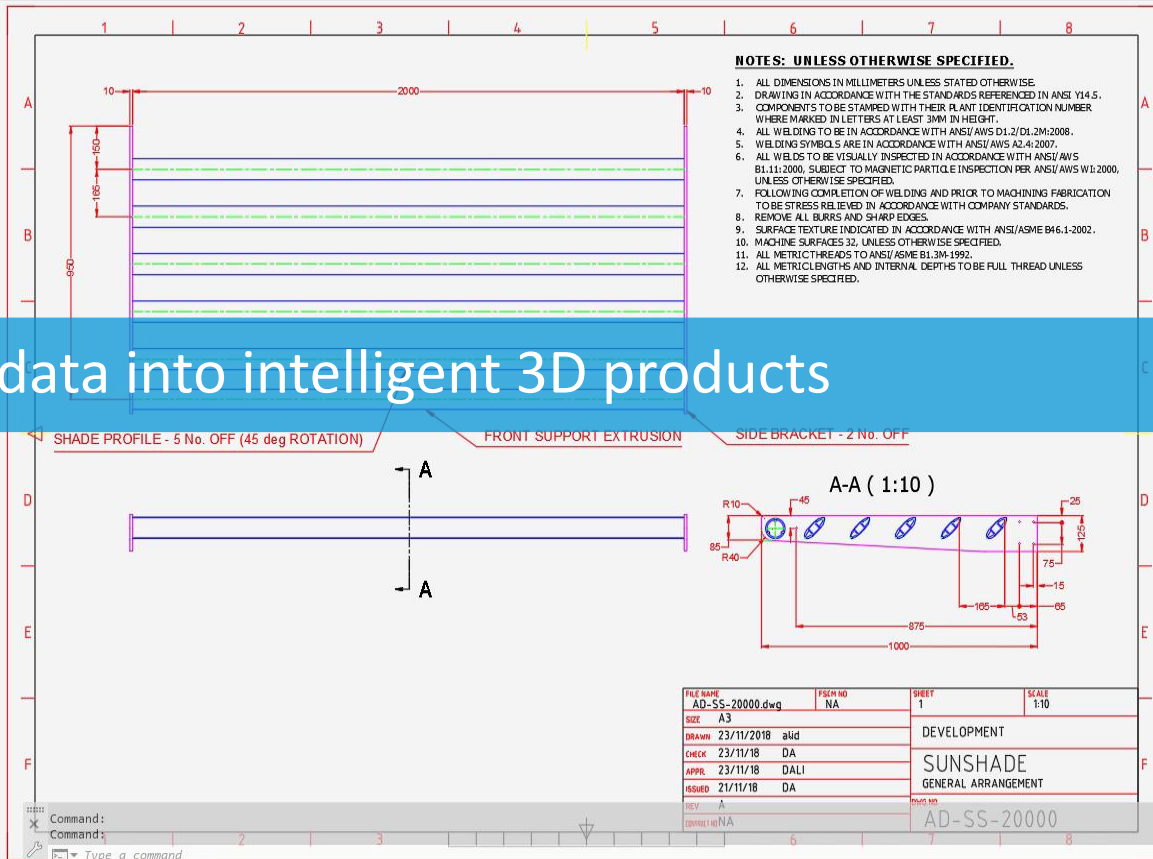 1 2 3 4 5 6 7 8
A A
B B
C
D D
E E
F F
NOTES: UNLESS OTHERWISE SPECIFIED.
1. ALL DIMENSIONS IN MILLIMETERS UNLESS STATED OTHERWISE.
2. DRAWING IN ACCORDANCE WITH THE STANDARDS REFERENCED IN ANSI Y14.5.
3. COMPONENTS TO BE STAMPED WITH THEIR PLANT IDENTIFICATION NUMBER
WHERE MARKED IN LETTERS AT LEAST 3MM IN HEIGHT.
4. ALL WELDING TO BE IN ACCORDANCE WITH ANSI/AWS D1.2/D1.2M:2008.
5. WELDING SYMBOLS ARE IN ACCORDANCE WITH ANSI/AWS A2.4:2007.
6. ALL WELDS TO BE VISUALLY INSPECTED IN ACCORDANCE WITH ANSI/AWS
B1.11:2000, SUBJECT TO MAGNETIC PARTICLE INSPECTION PER ANSI/AWS W1:2000,
UNLESS OTHERWISE SPECIFIED.
7. FOLLOWING COMPLETION OF WELDING AND PRIOR TO MACHINING FABRICATION
TO BE STRESS RELIEVED IN ACCORDANCE WITH COMPANY STANDARDS.
8. REMOVE ALL BURRS AND SHARP EDGES.
9. SURFACE TEXTURE INDICATED IN ACCORDANCE WITH ANSI/ASME B46.1-2002.
10. MACHINE SURFACES 32, UNLESS OTHERWISE SPECIFIED.
11. ALL METRIC THREADS TO ANSI/ASME B1.3M-1992.
12. ALL METRIC LENGTHS AND INTERNAL DEPTHS TO BE FULL THREAD UNLESS
OTHERWISE SPECIFIED.
10 2000 10
150
165
950
data into intelligent 3D products
SHADE PROFILE - 5 No. OFF (45 deg ROTATION)
FRONT SUPPORT EXTRUSION
SIDE BRACKET - 2 No. OFF
A
A
A-A ( 1:10 )
R10 45 25
85 125
R40 75
15
165 53 65
875
1000
FILE NAME AD-SS-20000.dwg
FSCM NO NA
SHEET 1
SCALE 1:10
SIZE A3
DRAWN 23/11/2018 alid
CHECK 23/11/18 DA
APPR. 23/11/18 DALI
ISSUED 21/11/18 DA
REV A
CONTRACT NO NA
DEVELOPMENT
SUNSHADE
GENERAL ARRANGEMENT
DWG NO
AD-SS-20000
Command:
Command:
Type a command
2 3 6 8